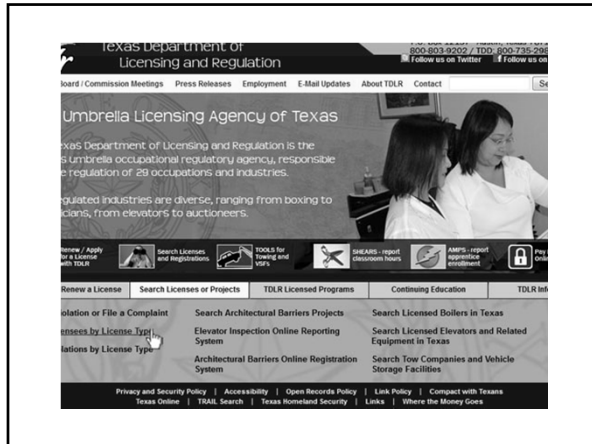 Texas Department of
Licensing and Regulation
800-803-9202 / TDD: 800-735-298
Follow us on Twitter Follow us on
Board / Commission Meetings Press Releases Employment E-Mail Updates About TDLR Contact
Umbrella Licensing Agency of Texas
exas Department of Licensing and Regulation is the
s umbrella occupational regulatory agency, responsible
e regulation of 29 occupations and industries.
egulated industries are diverse, ranging from boxing to
icians, from elevators to auctioneers.
Renew / Apply
for a License
with TDLR
Search Licenses
and Registrations
TOOLS for
Towing and
VSFs
SHEARS - report
classroom hours
AMPS - report
apprentice
enrollment
Pay
Onli
Renew a License Search Licenses or Projects TDLR Licensed Programs Continuing Education TDLR Inf
olation or File a Complaint
ensees by License Type
lations by License Type
Search Architectural Barriers Projects
Elevator Inspection Online Reporting
System
Architectural Barriers Online Registration
System
Search Licensed Boilers in Texas
Search Licensed Elevators and Related
Equipment in Texas
Search Tow Companies and Vehicle
Storage Facilities
Privacy and Security Policy | Accessibility | Open Records Policy | Link Policy | Compact with Texans
Texas Online | TRAIL Search | Texas Homeland Security | Links | Where the Money Goes